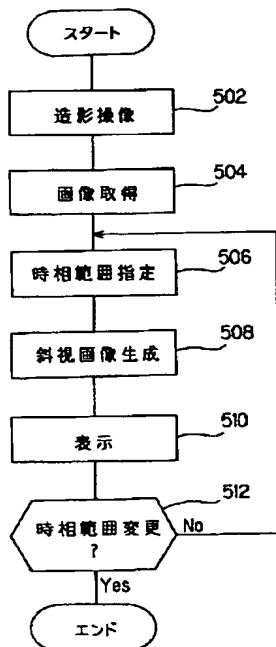 スタート
502
造影撮像
504
画像取得
506
時相範囲指定
508
斜視画像生成
510
表示
512
時相範囲変更
?
No
Yes
エンド